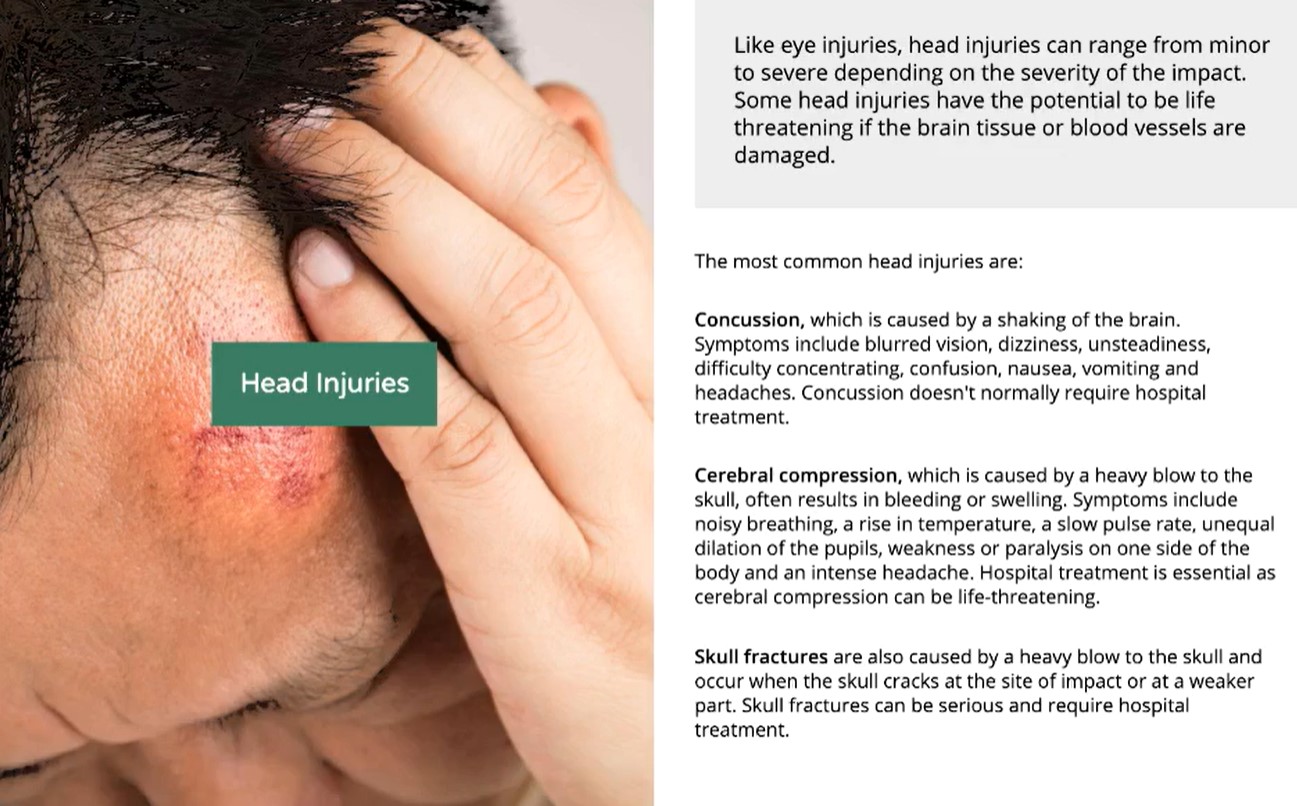 Head Injuries
Like eye injuries, head injuries can range from minor
to severe depending on the severity of the impact.
Some head injuries have the potential to be life
threatening if the brain tissue or blood vessels are
damaged.
The most common head injuries are:
Concussion, which is caused by a shaking of the brain.
Symptoms include blurred vision, dizziness, unsteadiness,
difficulty concentrating, confusion, nausea, vomiting and
headaches. Concussion doesn't normally require hospital
treatment.
Cerebral compression, which is caused by a heavy blow to the
skull, often results in bleeding or swelling. Symptoms include
noisy breathing, a rise in temperature, a slow pulse rate, unequal
dilation of the pupils, weakness or paralysis on one side of the
body and an intense headache. Hospital treatment is essential as
cerebral compression can be life-threatening.
Skull fractures are also caused by a heavy blow to the skull and
occur when the skull cracks at the site of impact or at a weaker
part. Skull fractures can be serious and require hospital
treatment.